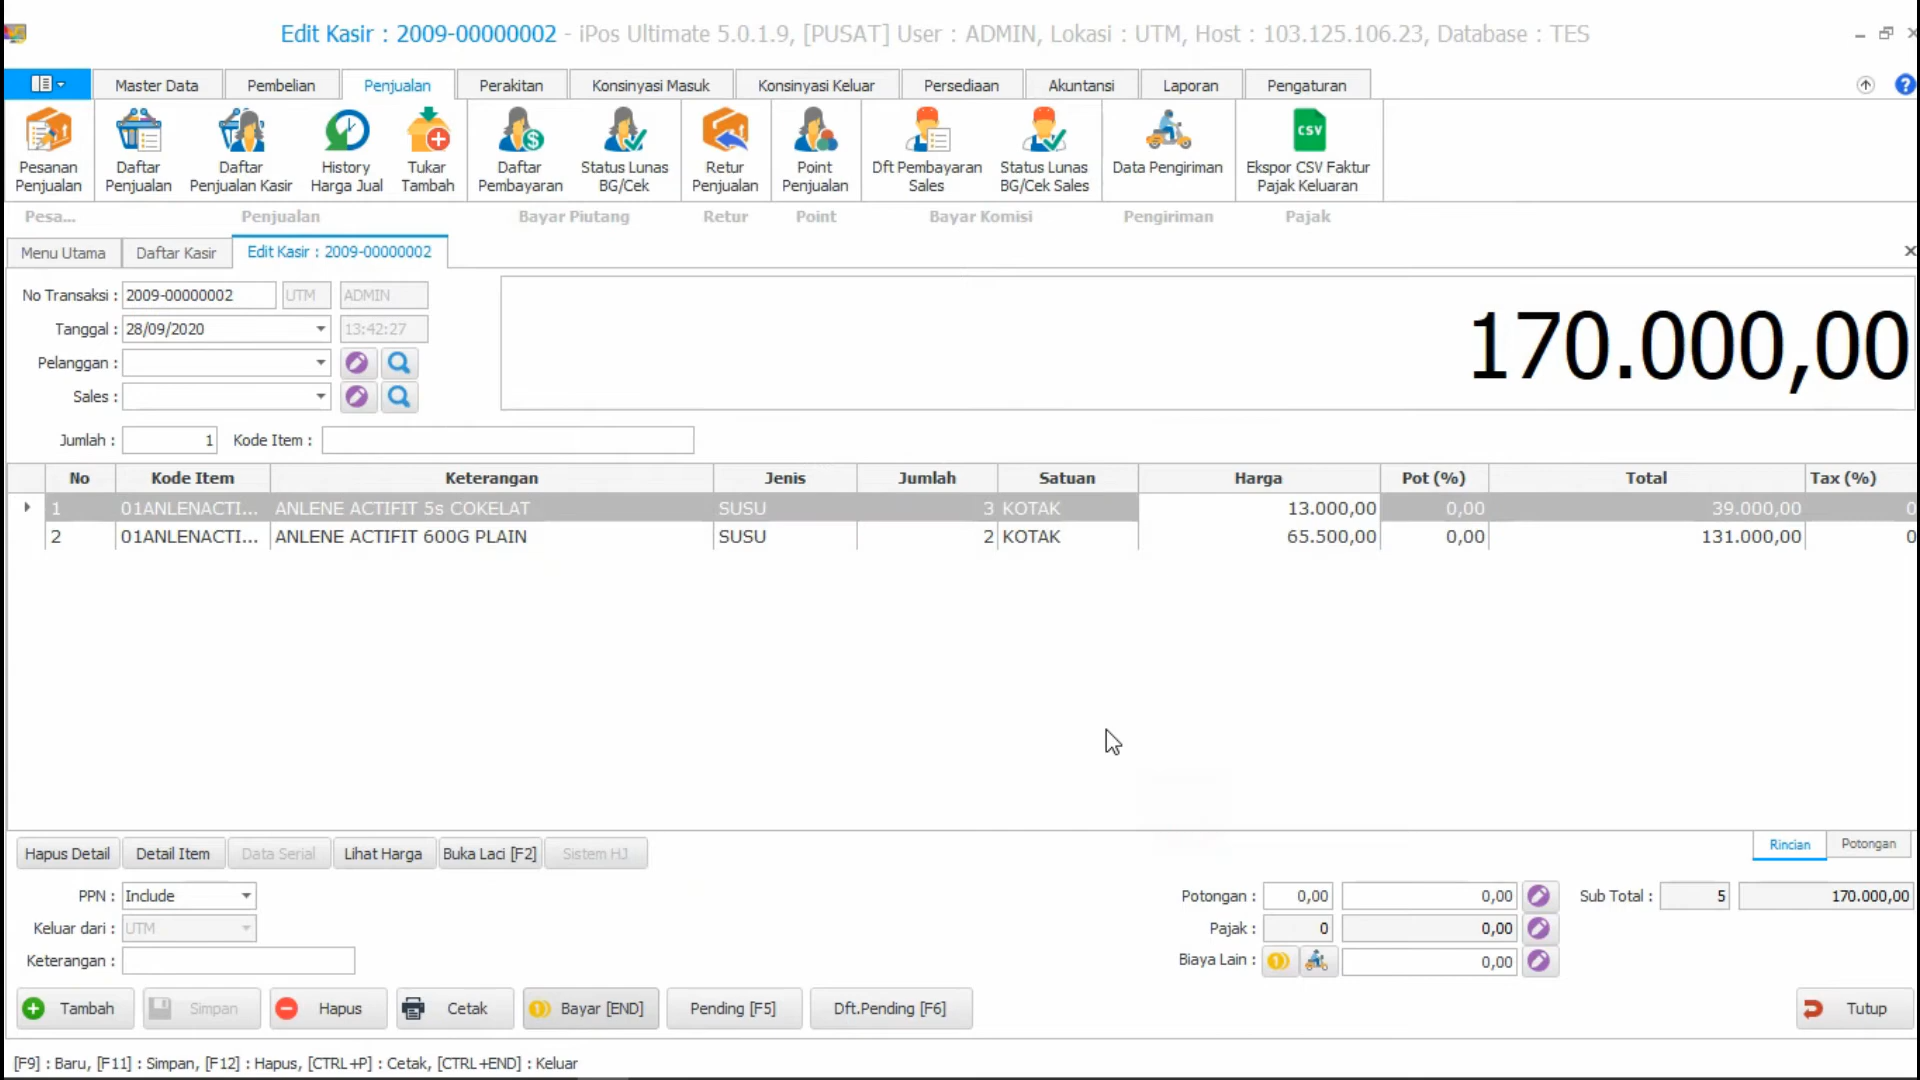 Edit Kasir : 2009-00000002 - iPos Ultimate 5.0.1.9, [PUSAT] User : ADMIN, Lokasi : UTM, Host : 103.125.106.23, Database : TES
Master Data Pembelian Penjualan Perakitan Konsinyasi Masuk Konsinyasi Keluar Persediaan Akuntansi Laporan Pengaturan
Pesanan Penjualan
Daftar Penjualan
Daftar Penjualan Kasir
History Harga Jual
Tukar Tambah
Daftar Pembayaran
Status Lunas BG/Cek
Retur Penjualan
Point Penjualan
Dft Pembayaran Sales
Status Lunas BG/Cek Sales
Data Pengiriman
CSV
Ekspor CSV Faktur Pajak Keluaran
Pesa... Penjualan Bayar Piutang Retur Point Bayar Komisi Pengiriman Pajak
Menu Utama Daftar Kasir Edit Kasir : 2009-00000002
No Transaksi : 2009-00000002 UTM ADMIN
Tanggal : 28/09/2020 13:42:27
170.000,00
Pelanggan :
Sales :
Jumlah : 1 Kode Item :
No Kode Item Keterangan Jenis Jumlah Satuan Harga Pot (%) Total Tax (%)
1 01ANLENACTI... ANLENE ACTIFIT 5s COKELAT SUSU 3 KOTAK 13.000,00 0,00 39.000,00 0
2 01ANLENACTI... ANLENE ACTIFIT 600G PLAIN SUSU 2 KOTAK 65.500,00 0,00 131.000,00 0
Hapus Detail Detail Item Data Serial Lihat Harga Buka Laci [F2] Sistem HJ Rincian Potongan
PPN : Include Potongan : 0,00 0,00 Sub Total : 5 170.000,00
Keluar dari : UTM Pajak : 0 0,00
Keterangan : Biaya Lain : 0,00
Tambah Simpan Hapus Cetak Bayar [END] Pending [F5] Dft.Pending [F6] Tutup
[F9] : Baru, [F11] : Simpan, [F12] : Hapus, [CTRL+P] : Cetak, [CTRL+END] : Keluar